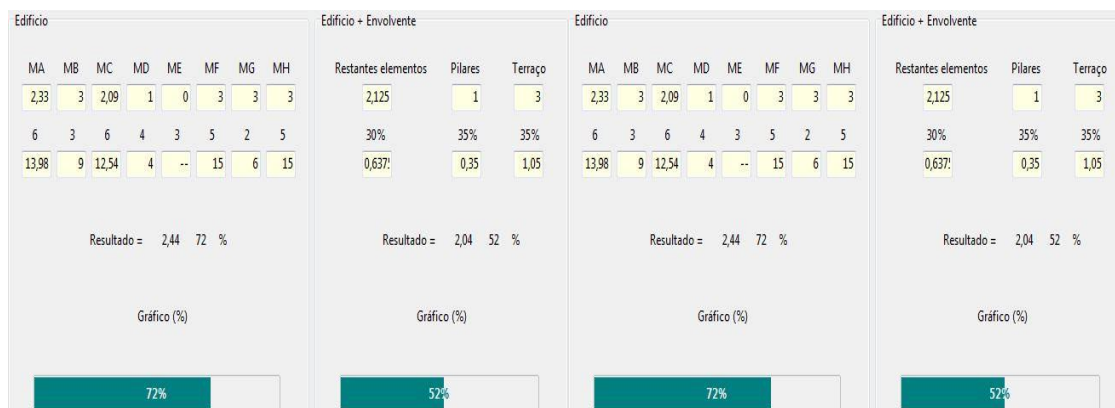 Edificio
Edificio + Envolvente
Edificio
Edificio + Envolvente
MA MB MC MD ME MF MG MH
Restantes elementos Pilares Terraço
MA MB MC MD ME MF MG MH
Restantes elementos Pilares Terraço
2,33 3 2,09 1 0 3 3 3
2,125 1 3
2,33 3 2,09 1 0 3 3 3
2,125 1 3
6 3 6 4 3 5 2 5
30% 35% 35%
6 3 6 4 3 5 2 5
30% 35% 35%
13,98 9 12,54 4 -- 15 6 15
0,637 0,35 1,05
13,98 9 12,54 4 -- 15 6 15
0,637 0,35 1,05
Resultado = 2,44 72 %
Resultado = 2,04 52 %
Resultado = 2,44 72 %
Resultado = 2,04 52 %
Gráfico (%)
Gráfico (%)
Gráfico (%)
Gráfico (%)
72%
52%
72%
52%